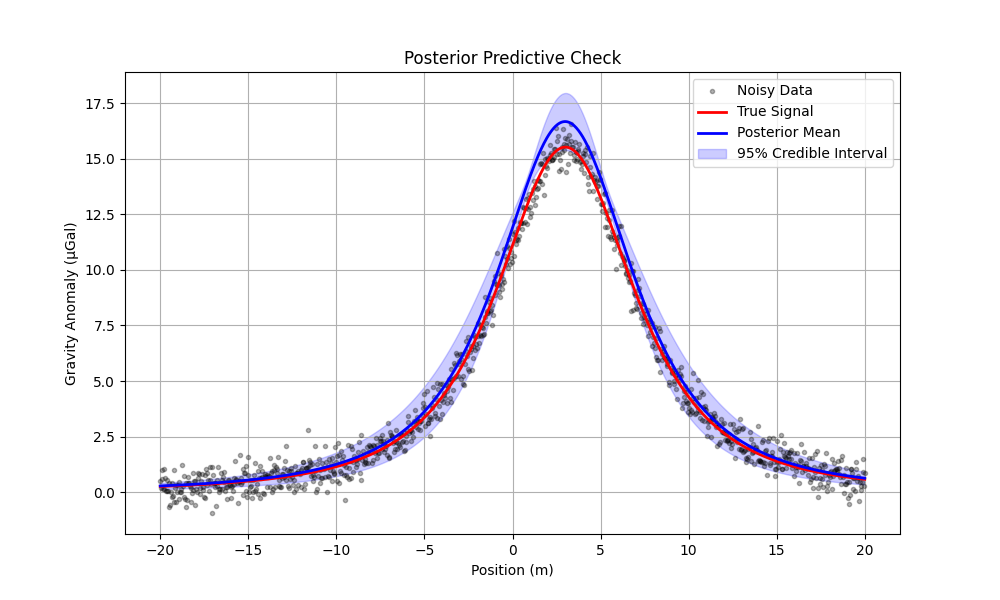 Posterior Predictive Check
Noisy Data
True Signal
Posterior Mean
95% Credible Interval
Gravity Anomaly (μGal)
17.5
15.0
12.5
10.0
7.5
5.0
2.5
0.0
−20
−15
−10
−5
0
5
10
15
20
Position (m)